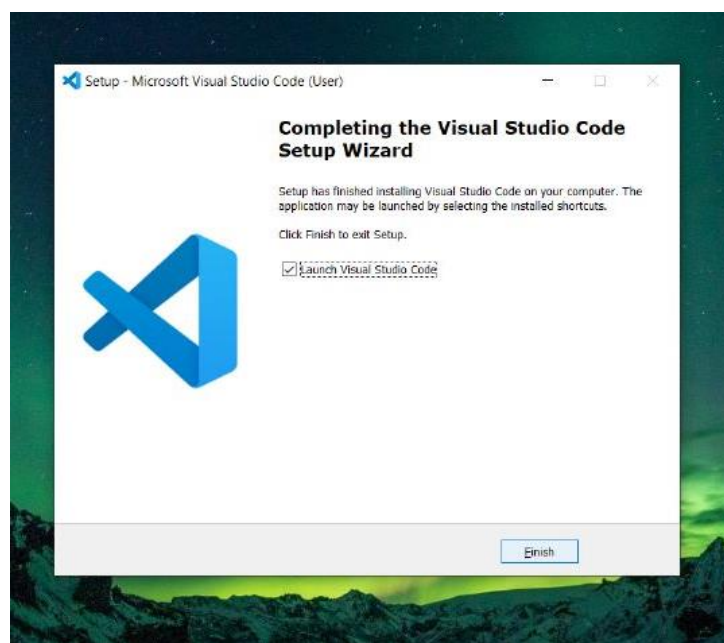 Setup - Microsoft Visual Studio Code (User)
Completing the Visual Studio Code
Setup Wizard
Setup has finished installing Visual Studio Code on your computer. The
application may be launched by selecting the installed shortcuts.
Click Finish to exit Setup.
Launch Visual Studio Code
Finish